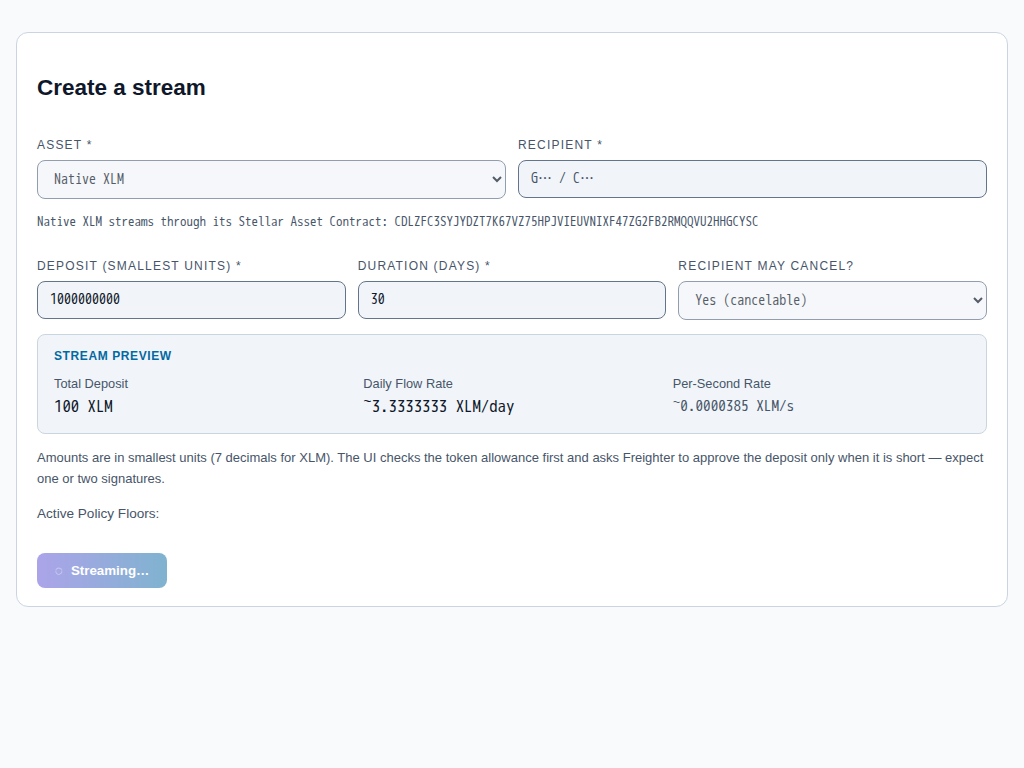 Create a stream
ASSET *
RECIPIENT *
Native XLM
G··· / C···
Native XLM streams through its Stellar Asset Contract: CDLZFC3SYJYDZT7K67VZ75HPJVIEUVNIXF47ZG2FB2RMQQVU2HHGCYSC
DEPOSIT (SMALLEST UNITS) *
DURATION (DAYS) *
RECIPIENT MAY CANCEL?
1000000000
30
Yes (cancelable)
STREAM PREVIEW
Total Deposit
Daily Flow Rate
Per-Second Rate
100 XLM
~3.3333333 XLM/day
~0.0000385 XLM/s
Amounts are in smallest units (7 decimals for XLM). The UI checks the token allowance first and asks Freighter to approve the deposit only when it is short — expect
one or two signatures.
Active Policy Floors:
Streaming…